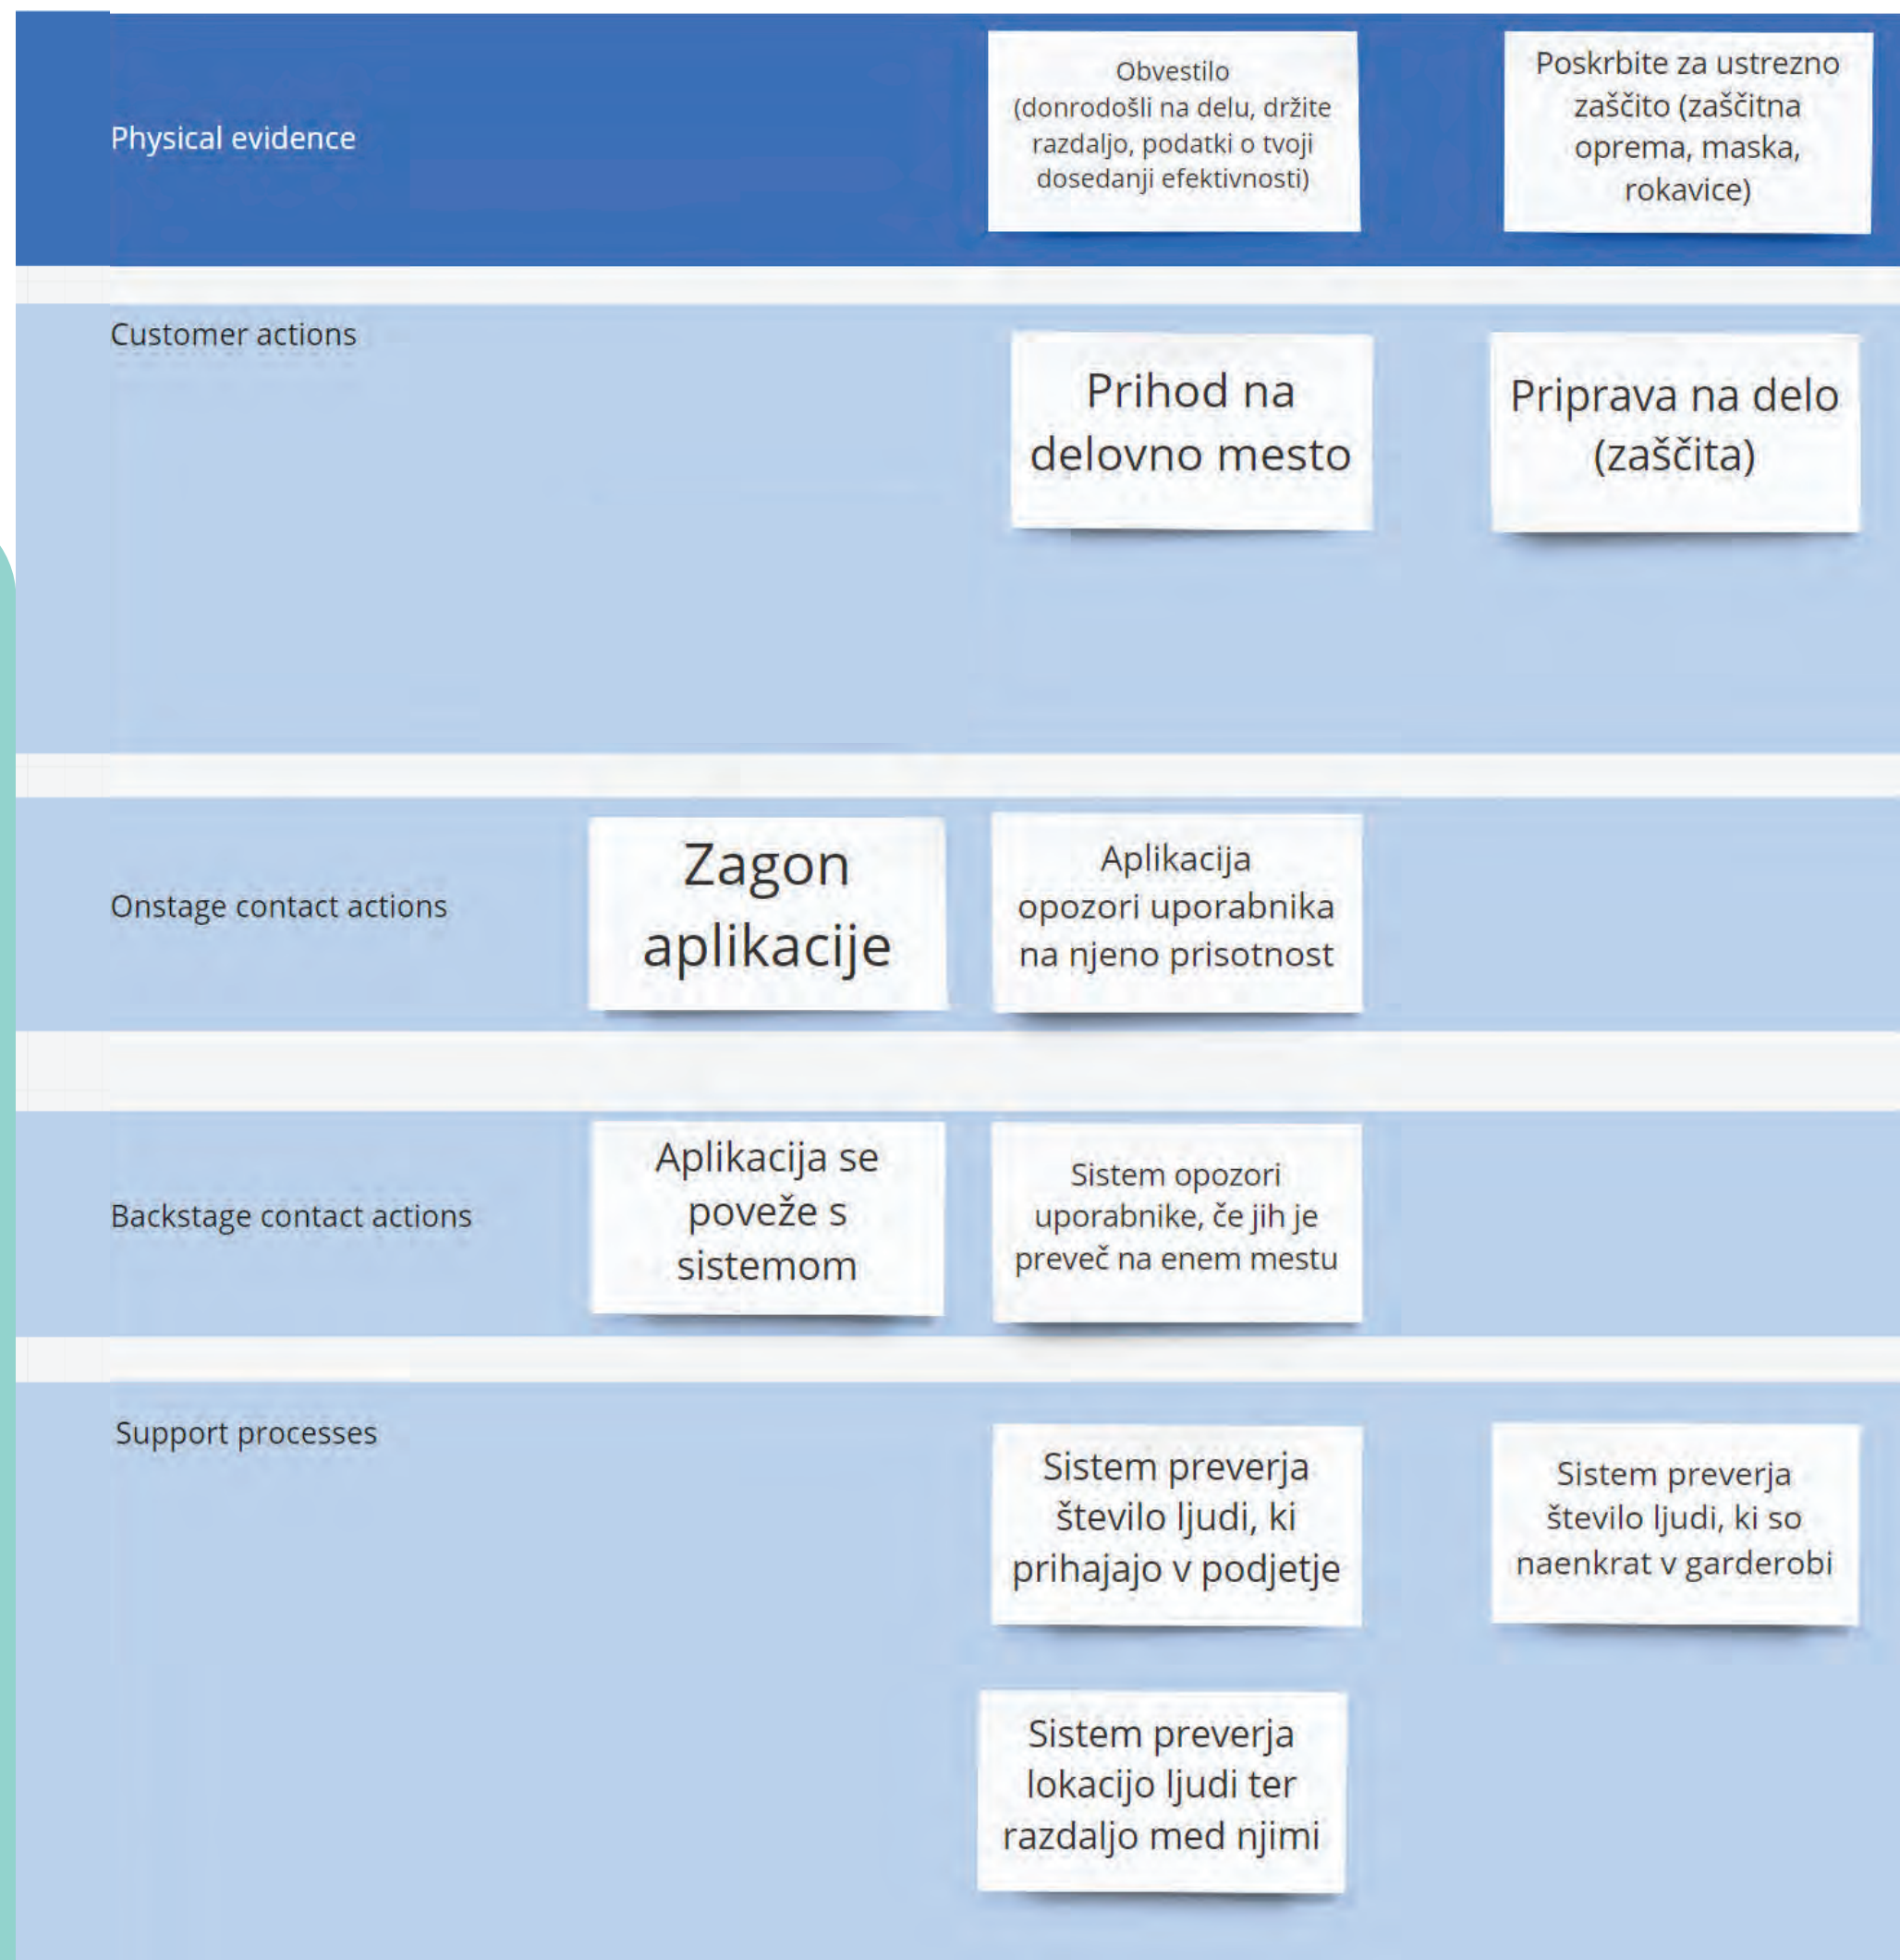 Physical evidence
Obvestilo
(donrodošli na delu, držite
razdaljo, podatki o tvoji
dosedanji efektivnosti)
Poskrbite za ustrezno
zaščito (zaščitna
oprema, maska,
rokavice)
Customer actions
Prihod na
delovno mesto
Priprava na delo
(zaščita)
Onstage contact actions
Zagon
aplikacije
Aplikacija
opozori uporabnika
na njeno prisotnost
Backstage contact actions
Aplikacija se
poveže s
sistemom
Sistem opozori
uporabnike, če jih je
preveč na enem mestu
Support processes
Sistem preverja
število ljudi, ki
prihajajo v podjetje
Sistem preverja
število ljudi, ki so
naenkrat v garderobi
Sistem preverja
lokacijo ljudi ter
razdaljo med njimi